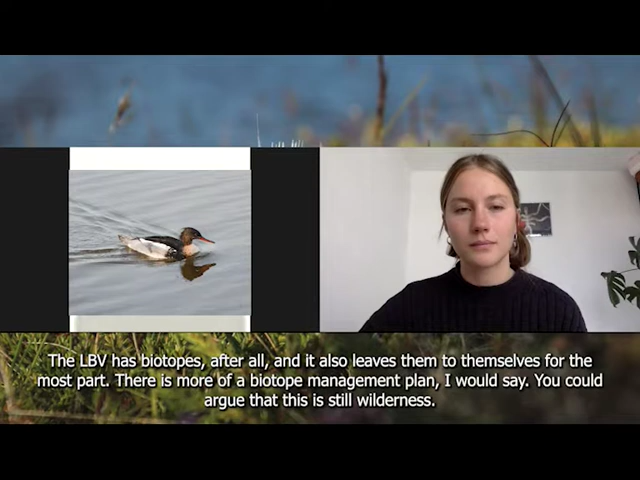 The LBV has biotopes, after all, and it also leaves them to themselves for the
most part. There is more of a biotope management plan, I would say. You could
argue that this is still wilderness.